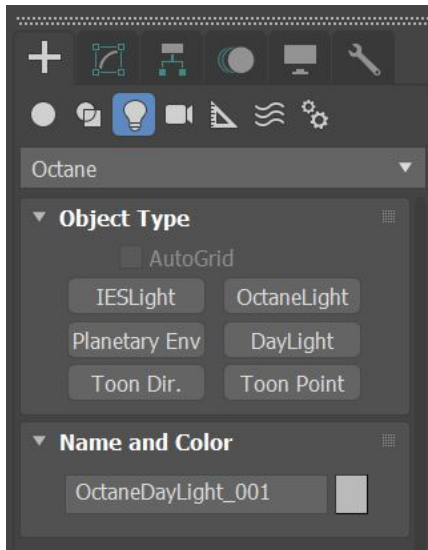 Octane
Object Type
AutoGrid
IESLight OctaneLight
Planetary Env DayLight
Toon Dir. Toon Point
Name and Color
OctaneDayLight_001